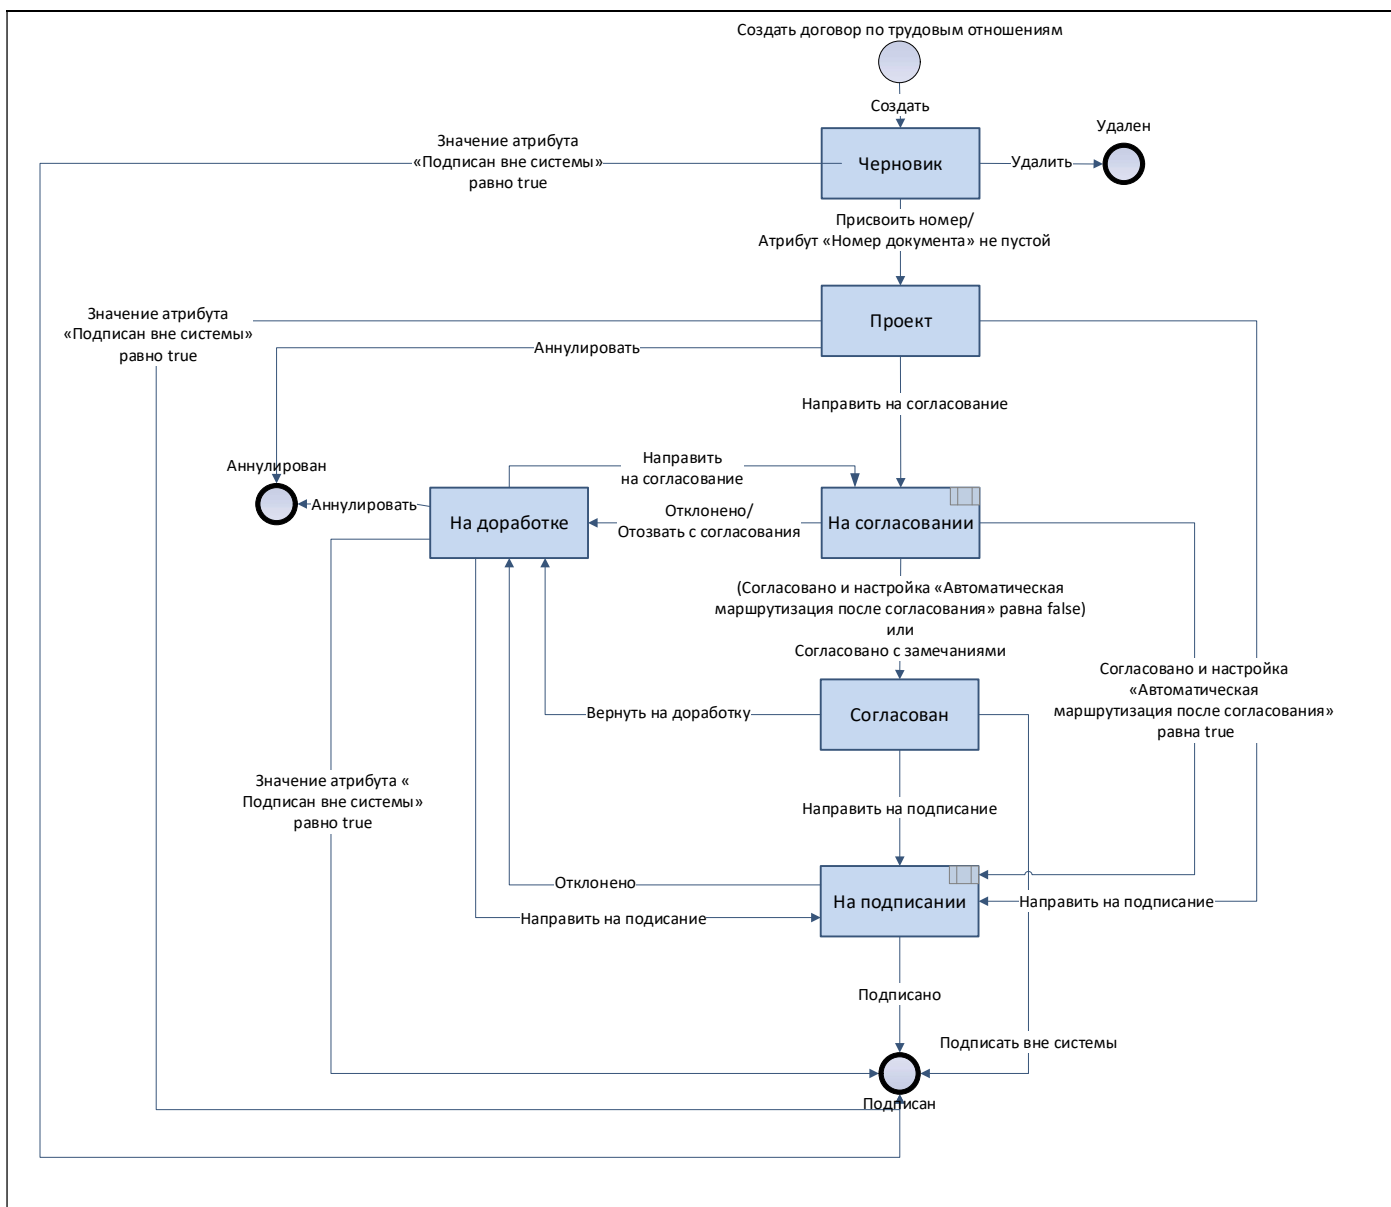 Создать договор по трудовым отношениям
Создать
Удален
Значение атрибута
«Подписан вне системы»
равно true
Черновик
Удалить
Присвоить номер/
Атрибут «Номер документа» не пустой
Значение атрибута
«Подписан вне системы»
равно true
Проект
Аннулировать
Направить на согласование
Аннулирован
Направить
на согласование
Аннулировать
На доработке
Отклонено/
Отозвать с согласования
На согласовании
(Согласовано и настройка «Автоматическая
маршрутизация после согласования» равна false)
или
Согласовано с замечаниями
Согласовано и настройка
«Автоматическая
маршрутизация после согласования»
равна true
Вернуть на доработку
Согласован
Значение атрибута «
Подписан вне системы»
равно true
Направить на подписание
Отклонено
На подписании
Направить на подписание
Направить на подисание
Подписано
Подписать вне системы
Подписан